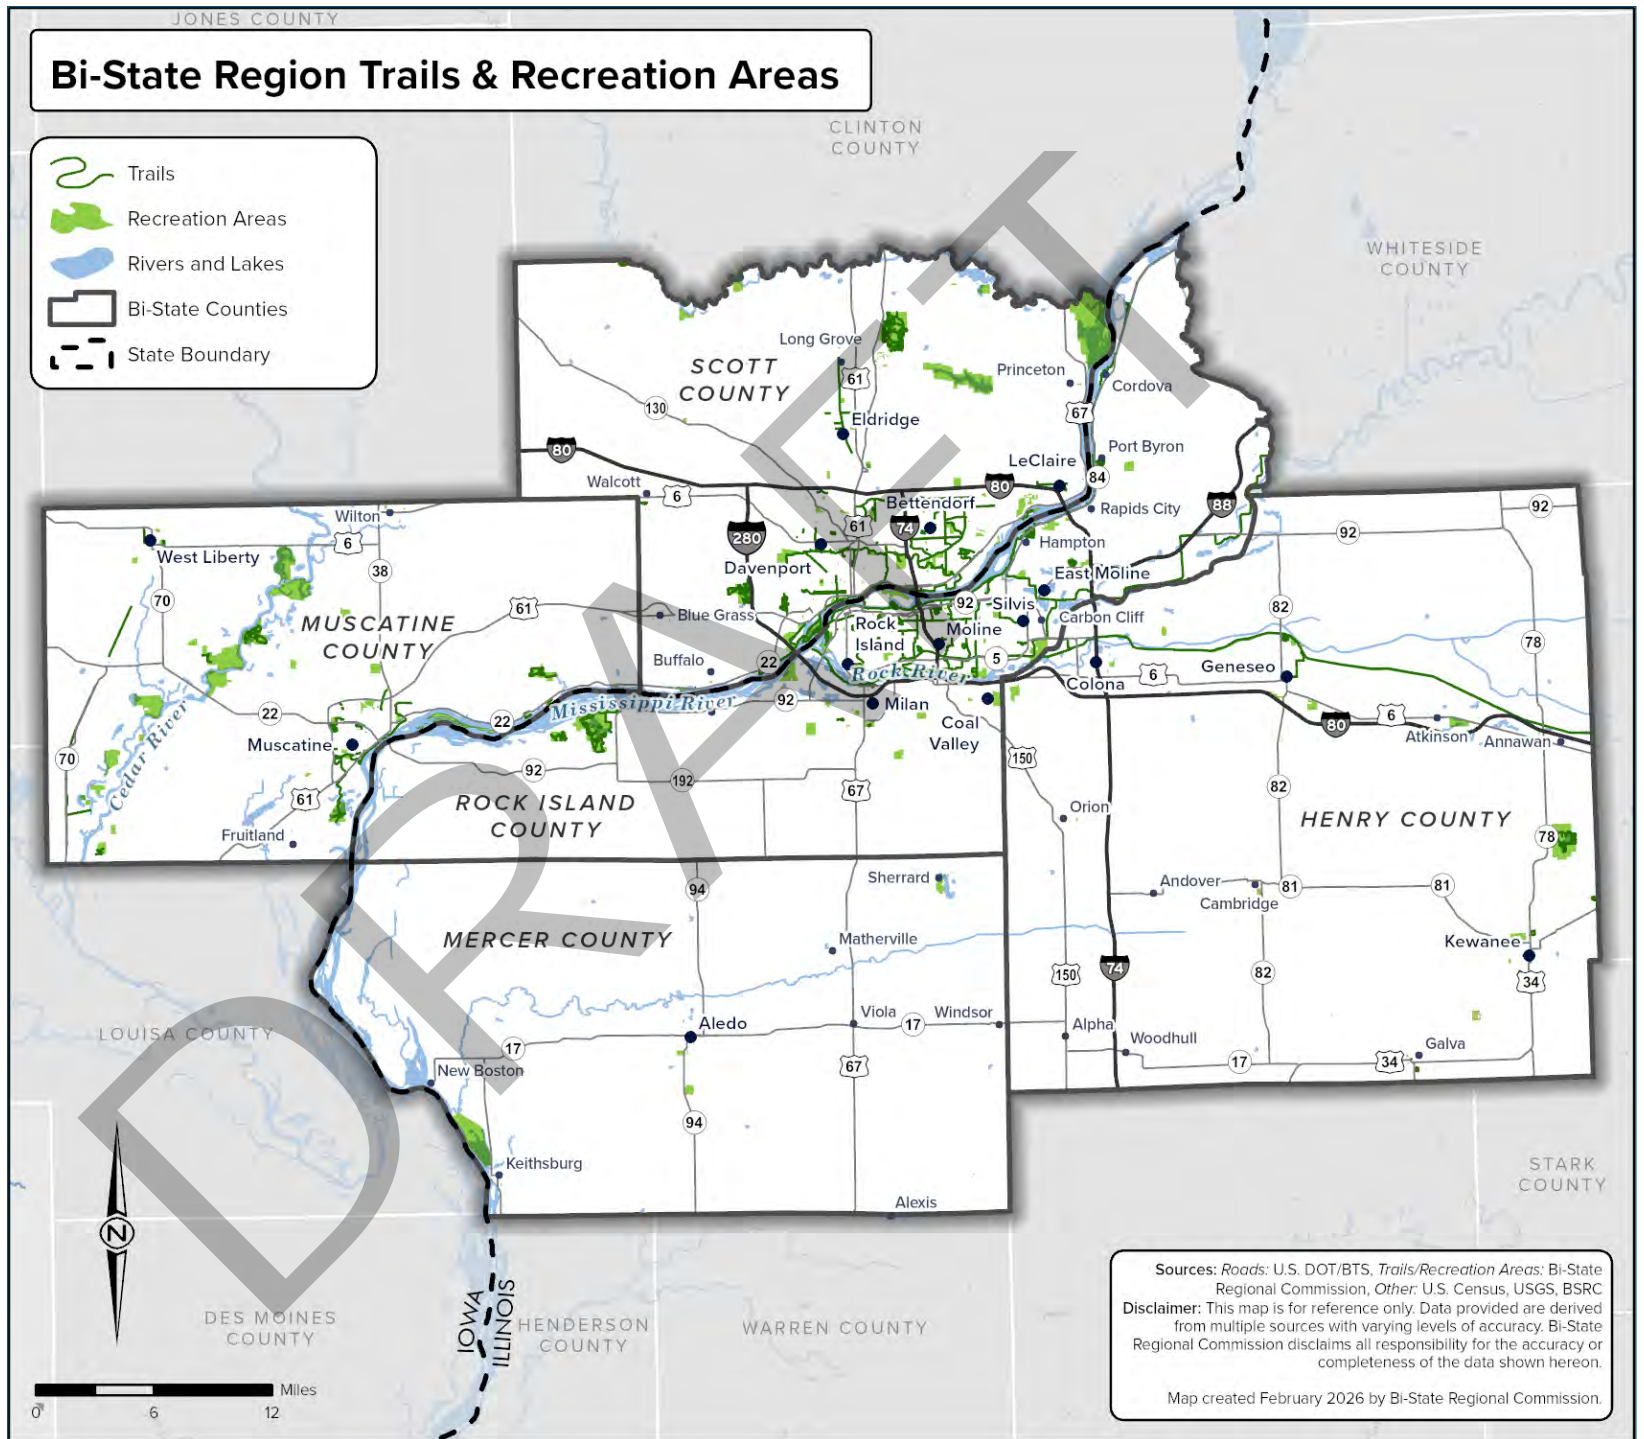 JONES COUNTY
Bi-State Region Trails & Recreation Areas
Trails
Recreation Areas
Rivers and Lakes
Bi-State Counties
State Boundary
CLINTON
COUNTY
WHITESIDE
COUNTY
SCOTT
COUNTY
Long Grove
61
Princeton
Cordova
130
67
Eldridge
80
Port Byron
LeClaire
84
Walcott
6
80
Bettendorf
88
Rapids City
92
92
Wilton
6
280
61
74
Hampton
West Liberty
38
Davenport
East Moline
70
61
Blue Grass
92
Silvis
Carbon Cliff
82
MUSCATINE
COUNTY
Rock
Island
Moline
78
Buffalo
22
5
Geneseo
Rock River
6
Colona
22
22
Mississippi River
92
Milan
Coal
Valley
80
6
Atkinson
Annawan
Muscatine
70
Cedar River
92
192
67
150
82
61
ROCK ISLAND
COUNTY
Orion
HENRY COUNTY
Fruitland
78
94
Sherrard
Andover
81
81
Cambridge
MERCER COUNTY
Matherville
Kewanee
150
74
82
34
LOUISA COUNTY
Aledo
Viola
17
Windsor
Alpha
Woodhull
Galva
17
New Boston
67
17
34
94
Keithsburg
STARK
COUNTY
Alexis
N
IOWA
ILLINOIS
DES MOINES
COUNTY
HENDERSON
COUNTY
WARREN COUNTY
Miles
0 6 12
Sources: Roads: U.S. DOT/BTS, Trails/Recreation Areas: Bi-State
Regional Commission, Other: U.S. Census, USGS, BSRC
Disclaimer: This map is for reference only. Data provided are derived
from multiple sources with varying levels of accuracy. Bi-State
Regional Commission disclaims all responsibility for the accuracy or
completeness of the data shown hereon.
Map created February 2026 by Bi-State Regional Commission.
DRAFT